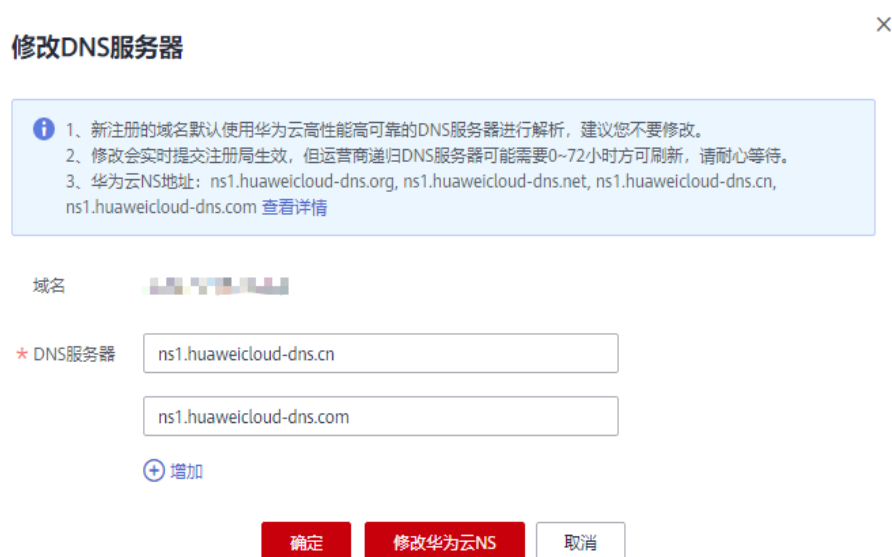 修改DNS服务器
1、新注册的域名默认使用华为云高性能高可靠的DNS服务器进行解析，建议您不要修改。
2、修改会实时提交注册局生效，但运营商递归DNS服务器可能需要0~72小时方可刷新，请耐心等待。
3、华为云NS地址：ns1.huaweicloud-dns.org, ns1.huaweicloud-dns.net, ns1.huaweicloud-dns.cn,
ns1.huaweicloud-dns.com 查看详情
域名
* DNS服务器 ns1.huaweicloud-dns.cn
ns1.huaweicloud-dns.com
增加
确定 修改华为云NS 取消